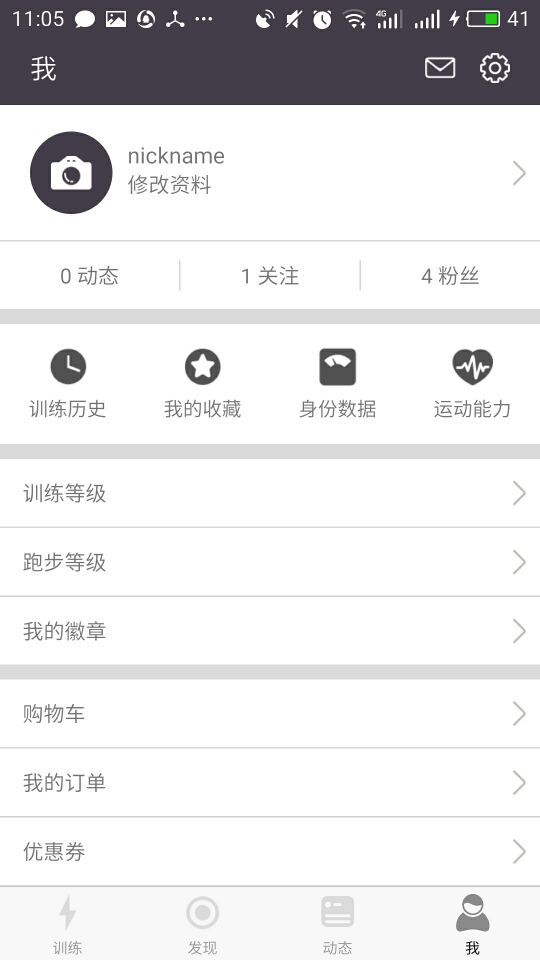 11:05 4G 41
我
nickname
修改资料
0 动态 1 关注 4 粉丝
训练历史 我的收藏 身份数据 运动能力
训练等级
跑步等级
我的徽章
购物车
我的订单
优惠券
训练 发现 动态 我